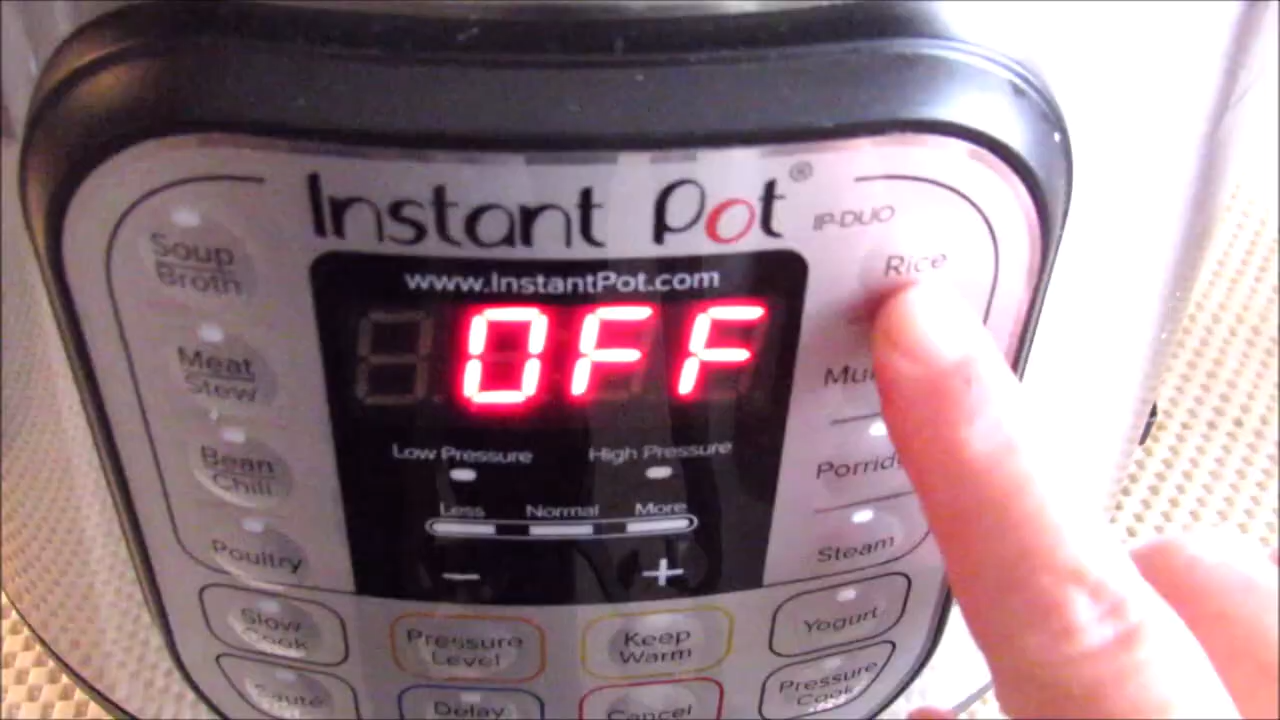 Instant Pot®
IP-DUO
www.InstantPot.com
OFF
Low Pressure
High Pressure
Less
Normal
More
−
+
Soup
Broth
Meat
Stew
Bean
Chili
Poultry
Slow
Cook
Sauté
Pressure
Level
Delay
Keep
Warm
Cancel
Rice
Steam
Yogurt
Pressure
Cook